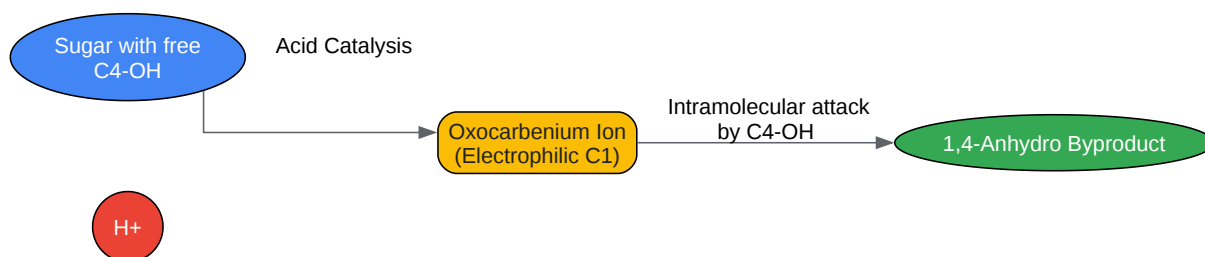 Sugar with free
C4-OH
Acid Catalysis
Oxocarbenium Ion
(Electrophilic C1)
Intramolecular attack
by C4-OH
1,4-Anhydro Byproduct
H+